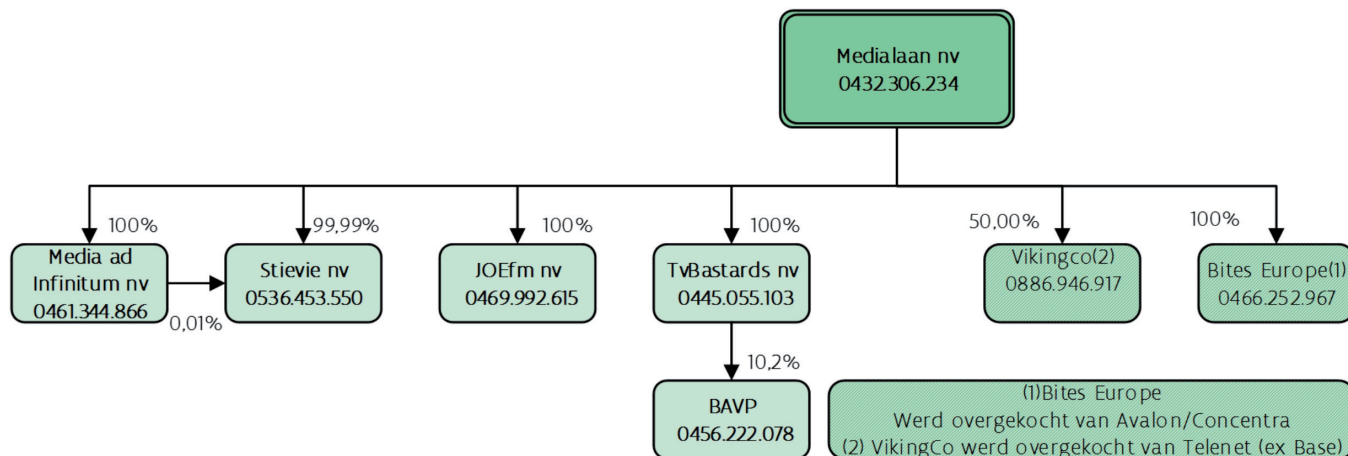 Medialaan nv
0432.306.234
100%
99,99%
100%
100%
50,00%
100%
Media ad
Infinitum nv
0461.344.866
0,01%
Stievie nv
0536.453.550
JOEfm nv
0469.992.615
TvBastards nv
0445.055.103
Vikingco(2)
0886.946.917
Bites Europe(1)
0466.252.967
10,2%
BAVP
0456.222.078
(1)Bites Europe
Werd overgekocht van Avalon/Concentra
(2) VikingCo werd overgekocht van Telenet (ex Base)